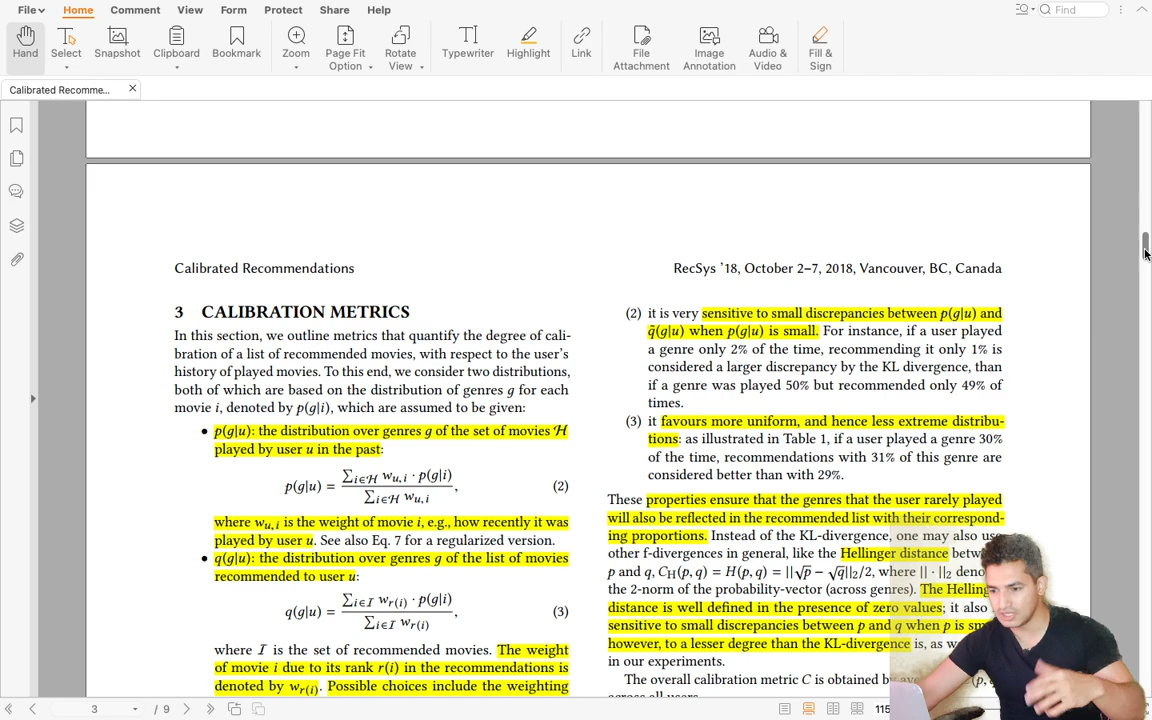 File
Home
Comment
View
Form
Protect
Share
Help
Find
Hand
Select
Snapshot
Clipboard
Bookmark
Zoom
Page Fit
Option
Rotate
View
Typewriter
Highlight
Link
File
Attachment
Image
Annotation
Audio &
Video
Fill &
Sign
Calibrated Recomme...
Calibrated Recommendations
RecSys '18, October 2–7, 2018, Vancouver, BC, Canada
3 CALIBRATION METRICS
In this section, we outline metrics that quantify the degree of cali-
bration of a list of recommended movies, with respect to the user's
history of played movies. To this end, we consider two distributions,
both of which are based on the distribution of genres g for each
movie i, denoted by p(g|i), which are assumed to be given:
• p(g|u): the distribution over genres g of the set of movies ℋ
played by user u in the past:
p(g|u) = ∑i∈ℋ wu,i · p(g|i) / ∑i∈ℋ wu,i , (2)
where wu,i is the weight of movie i, e.g., how recently it was
played by user u. See also Eq. 7 for a regularized version.
• q(g|u): the distribution over genres g of the list of movies
recommended to user u:
q(g|u) = ∑i∈ℐ wr(i) · p(g|i) / ∑i∈ℐ wr(i) , (3)
where ℐ is the set of recommended movies. The weight
of movie i due to its rank r(i) in the recommendations is
denoted by wr(i). Possible choices include the weighting
(2) it is very sensitive to small discrepancies between p(g|u) and
q̃(g|u) when p(g|u) is small. For instance, if a user played
a genre only 2% of the time, recommending it only 1% is
considered a larger discrepancy by the KL divergence, than
if a genre was played 50% but recommended only 49% of
times.
(3) it favours more uniform, and hence less extreme distribu-
tions: as illustrated in Table 1, if a user played a genre 30%
of the time, recommendations with 31% of this genre are
considered better than with 29%.
These properties ensure that the genres that the user rarely played
will also be reflected in the recommended list with their correspond-
ing proportions. Instead of the KL-divergence, one may also use
other f-divergences in general, like the Hellinger distance
p and q, CH(p, q) = H(p, q) = ||√p − √q||2/2, where || · ||2
the 2-norm of the probability-vector (across genres). The
distance is well defined in the presence of zero values; it also
sensitive to small discrepancies between p and q when p is
however, to a lesser degree than the KL-divergence is, as
in our experiments.
The overall calibration metric C is obtained by
3
/ 9